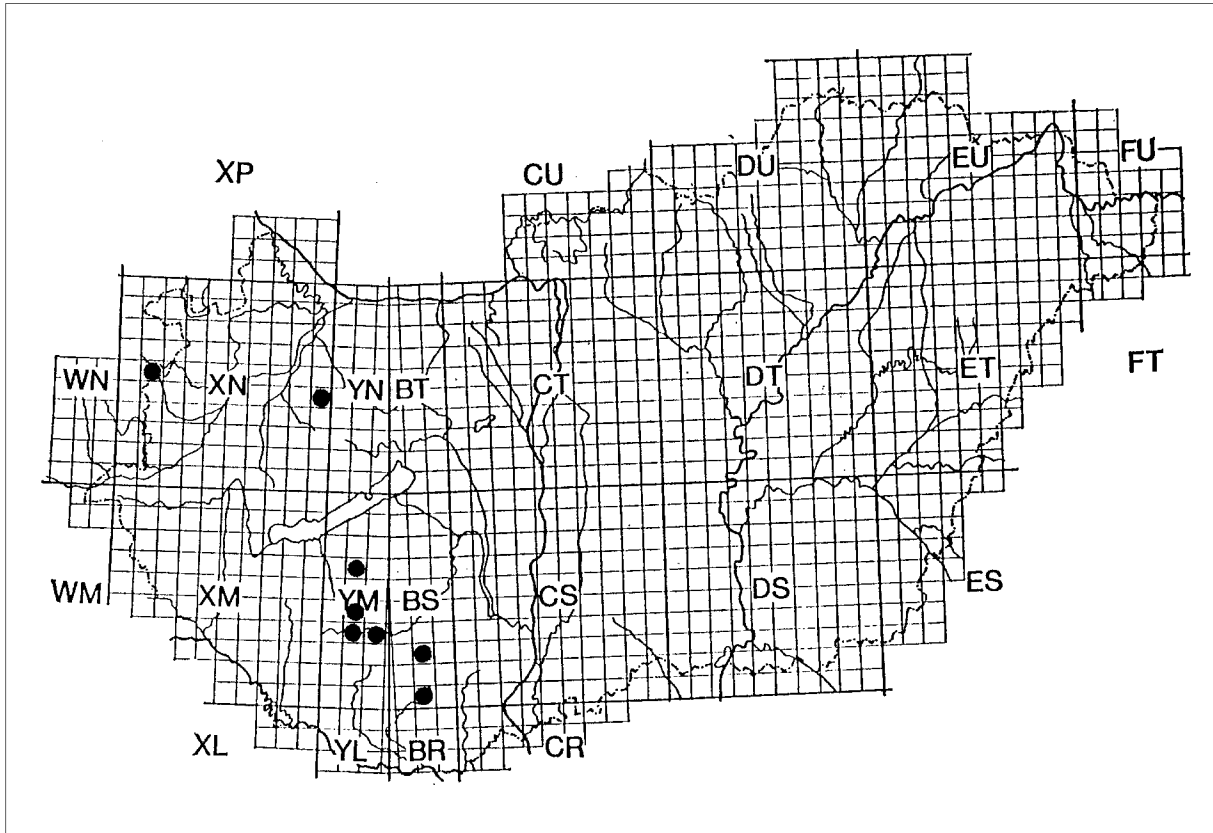 DU EU FU
XP CU
WN XN YN BT CT DT ET FT
WM XM YM BS CS DS ES
XL YL BR CR